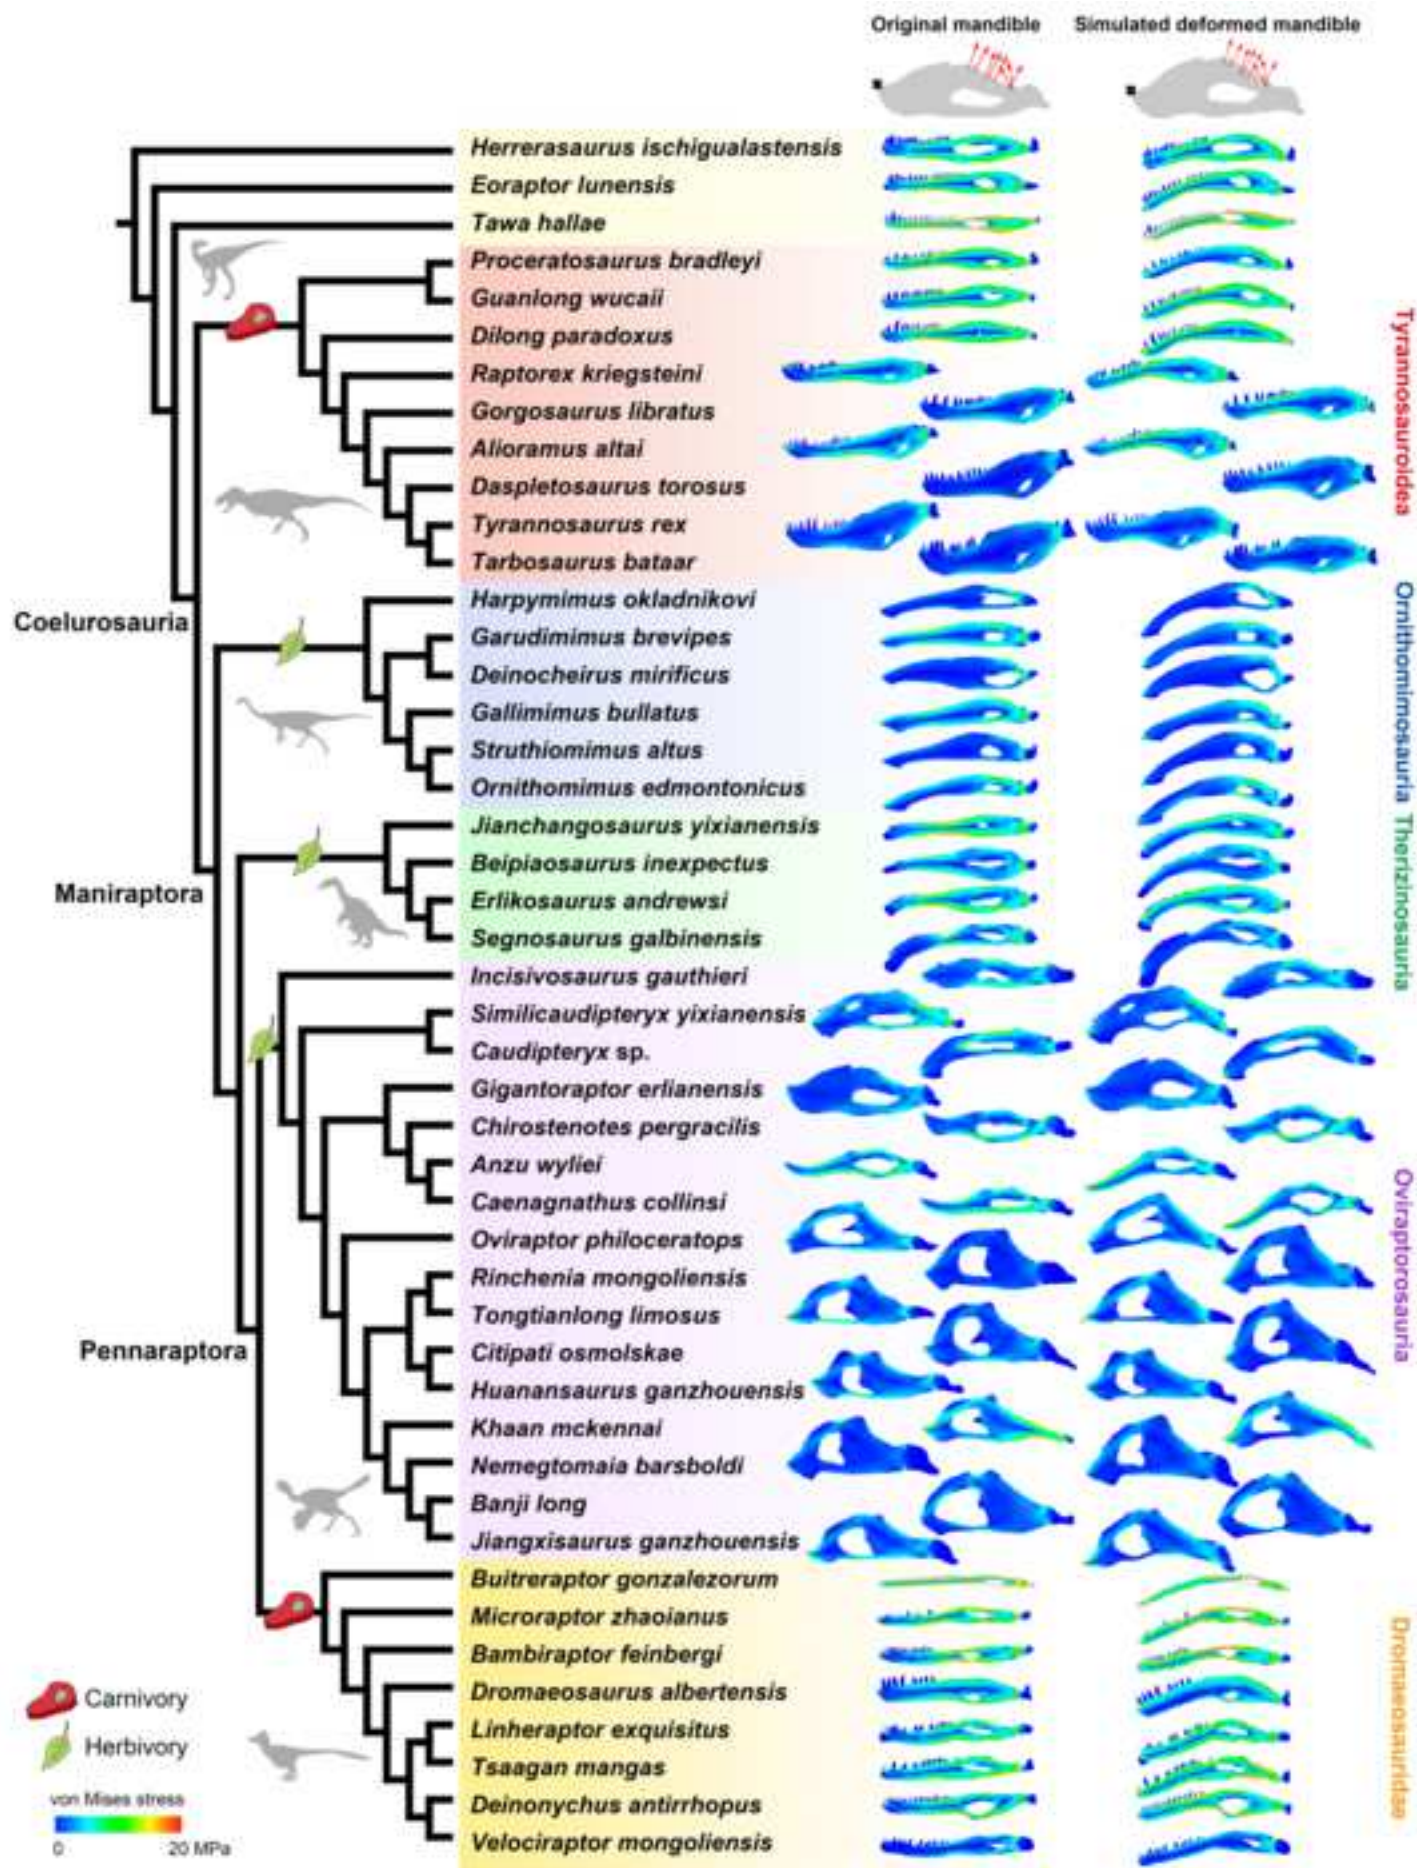 Original mandible
Simulated deformed mandible
Herrerasaurus ischigualastensis
Eoraptor lunensis
Tawa hallae
Proceratosaurus bradleyi
Guanlong wucaii
Dilong paradoxus
Raptorex kriegsteini
Gorgosaurus libratus
Alioramus altai
Daspletosaurus torosus
Tyrannosaurus rex
Tarbosaurus bataar
Tyrannosauroidea
Coelurosauria
Harpymimus okladnikovi
Garudimimus brevipes
Deinocheirus mirificus
Gallimimus bullatus
Struthiomimus altus
Ornithomimus edmontonicus
Ornithomimosauria
Maniraptora
Jianchangosaurus yixianensis
Beipiaosaurus inexpectus
Erlikosaurus andrewsi
Segnosaurus galbinensis
Therizinosauria
Incisivosaurus gauthieri
Similicaudipteryx yixianensis
Caudipteryx sp.
Gigantoraptor erlianensis
Chirostenotes pergracilis
Anzu wyliei
Caenagnathus collinsi
Oviraptor philoceratops
Rinchenia mongoliensis
Tongtianlong limosus
Citipati osmolskae
Huanansaurus ganzhouensis
Khaan mckennai
Nemegtomaia barsboldi
Banji long
Jiangxisaurus ganzhouensis
Oviraptorosauria
Pennaraptora
Buitreraptor gonzalezorum
Microraptor zhaoianus
Bambiraptor feinbergi
Dromaeosaurus albertensis
Linheraptor exquisitus
Tsaagan mangas
Deinonychus antirrhopus
Velociraptor mongoliensis
Dromaeosauridae
Carnivory
Herbivory
von Mises stress
0 20 MPa